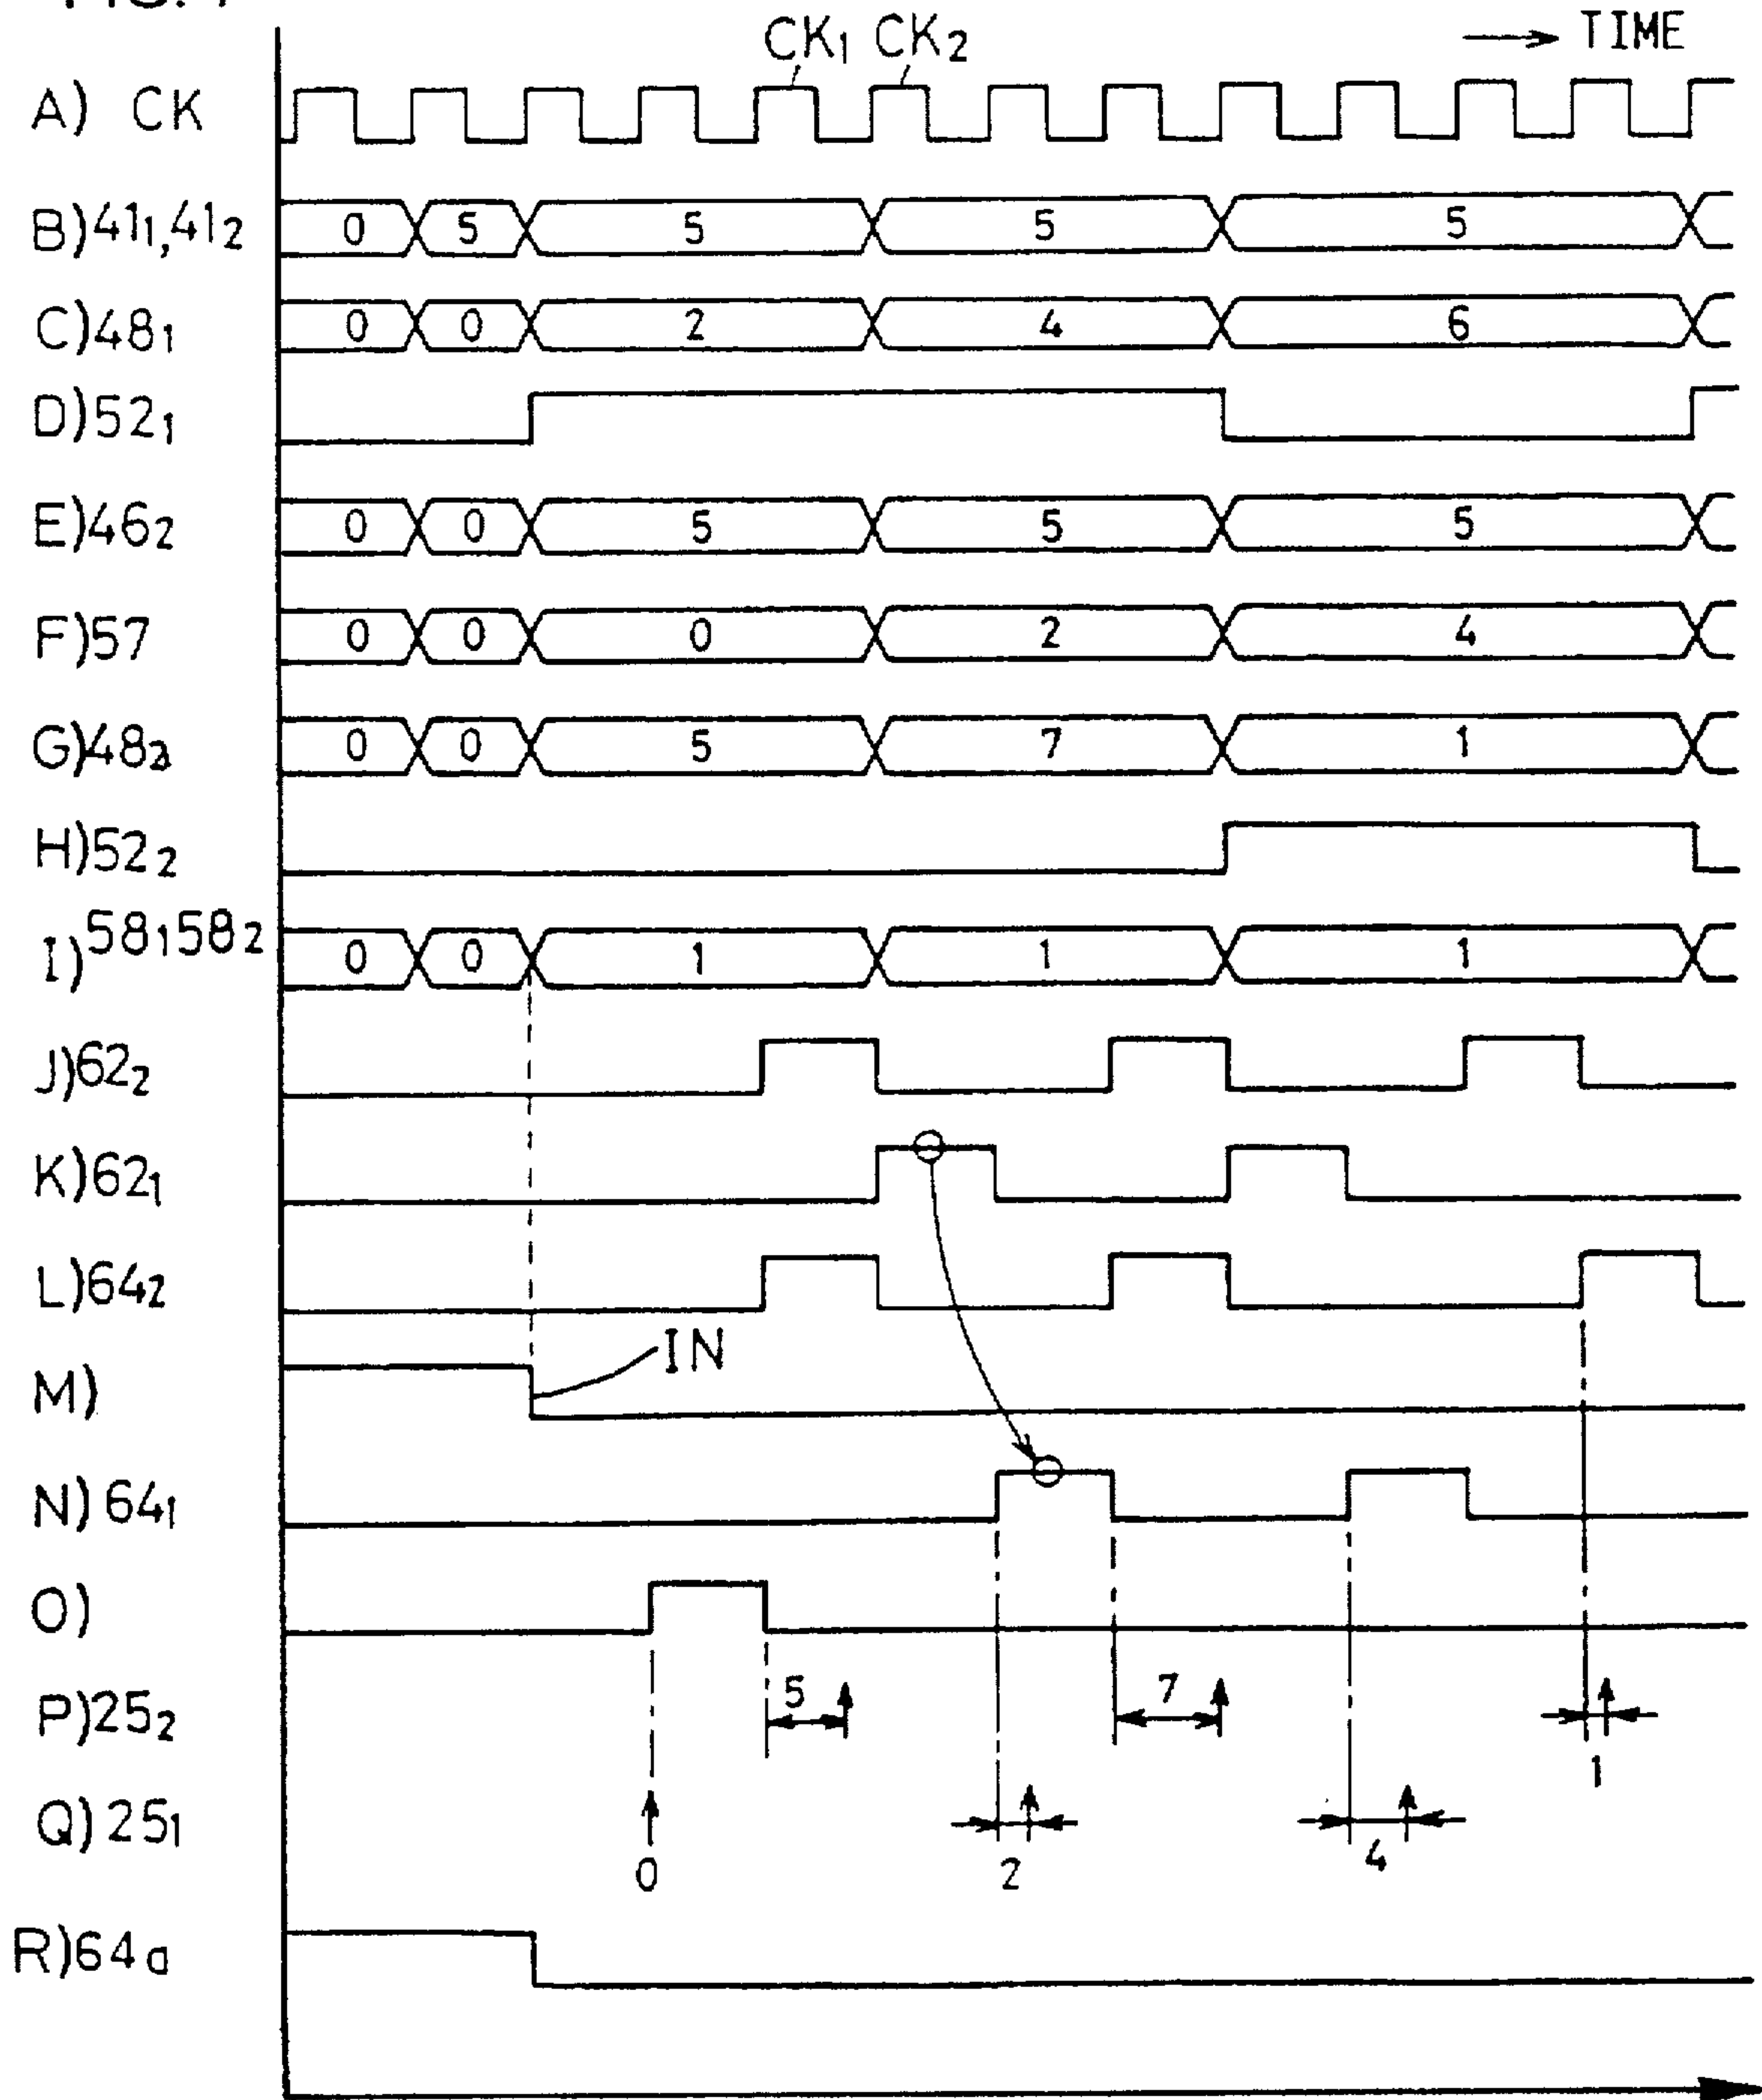 CK₁ CK₂ → TIME
A) CK
B)41₁,41₂ 0 5 5 5 5
C)48₁ 0 0 2 4 6
D)52₁
E)46₂ 0 0 5 5 5
F)57 0 0 0 2 4
G)48₂ 0 0 5 7 1
H)52₂
I)58₁58₂ 0 0 1 1 1
J)62₂
K)62₁
L)64₂
M) IN
N)64₁
O)
P)25₂ 5 7 1
Q)25₁ 0 2 4
R)64a